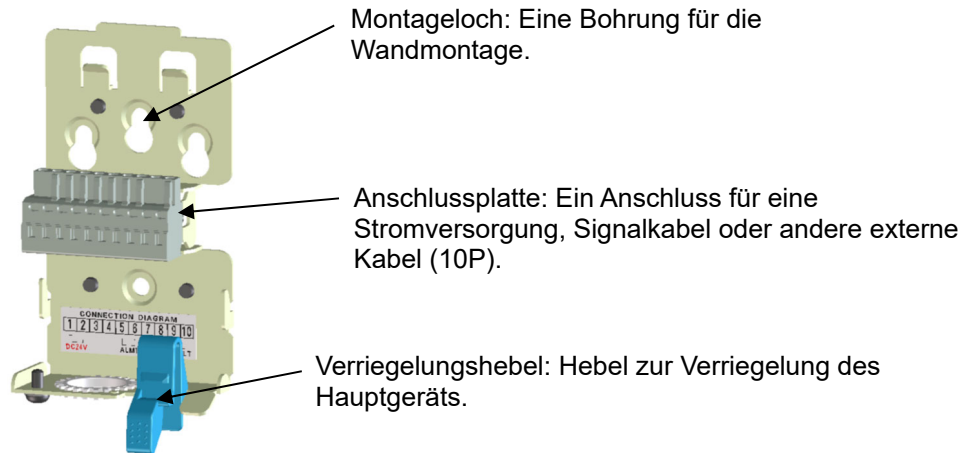 Montageloch: Eine Bohrung für die
Wandmontage.
Anschlussplatte: Ein Anschluss für eine
Stromversorgung, Signalkabel oder andere externe
Kabel (10P).
CONNECTION DIAGRAM
1 2 3 4 5 6 7 8 9 10
DC24V
Verriegelungshebel: Hebel zur Verriegelung des
Hauptgeräts.